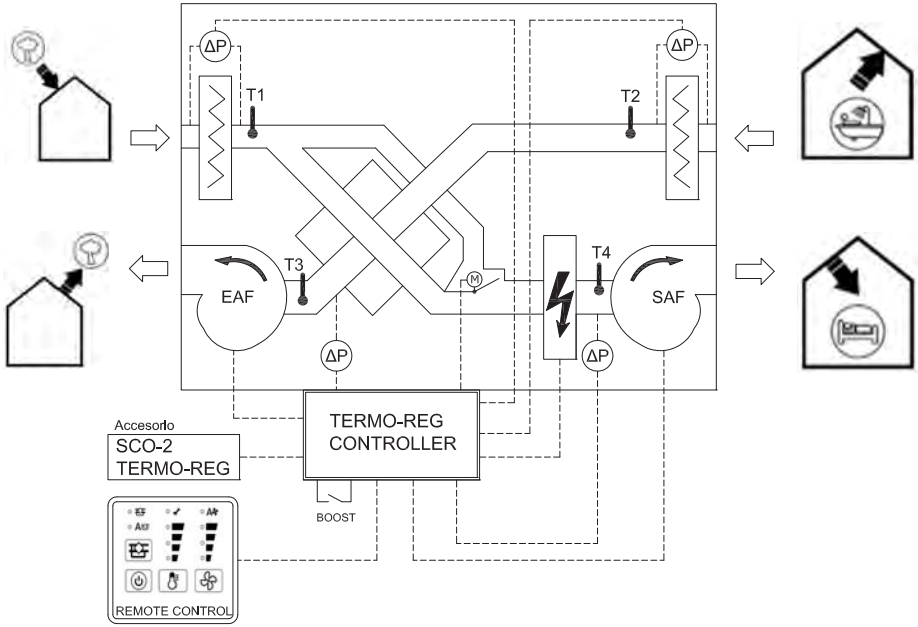 ΔP
ΔP
T1
T2
T3
T4
EAF
M
SAF
ΔP
ΔP
TERMO-REG
CONTROLLER
Accesorio
SCO-2
TERMO-REG
BOOST
A
A
REMOTE CONTROL